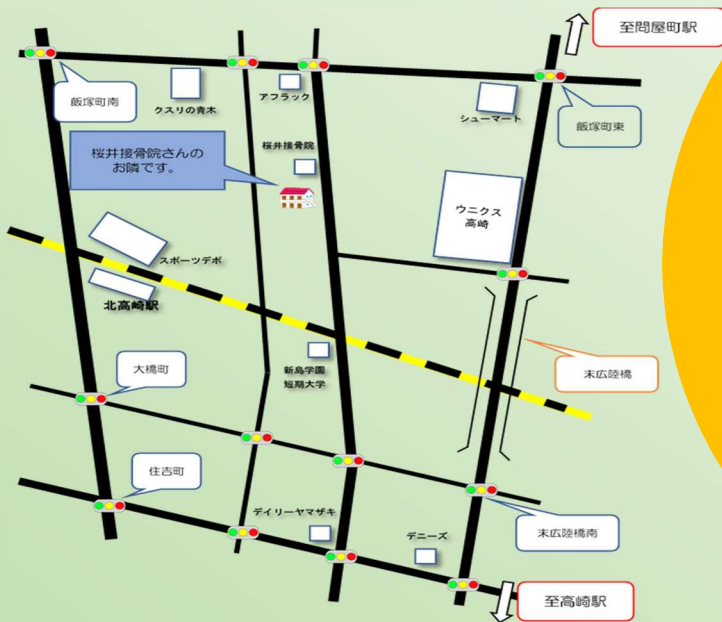 至問屋町駅
飯塚町南
クスリの青木
アフラック
シューマート
飯塚町東
桜井接骨院さんの
お隣です。
桜井接骨院
ウニクス
高崎
スポーツデポ
北高崎駅
新島学園
短期大学
末広陸橋
大橋町
住吉町
デイリーヤマザキ
デニーズ
末広陸橋南
至高崎駅